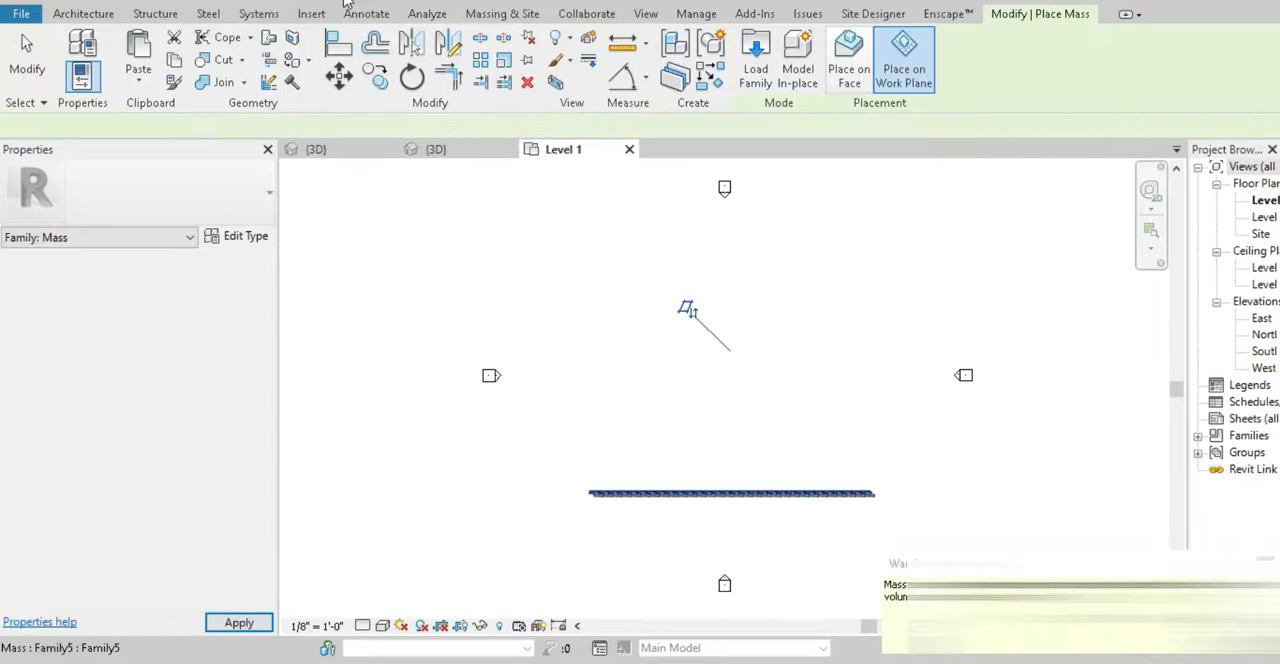 File Architecture Structure Steel Systems Insert Annotate Analyze Massing & Site Collaborate View Manage Add-Ins Issues Site Designer Enscape™ Modify | Place Mass
Modify
Select
Properties
Paste
Clipboard
Cope
Cut
Join
Geometry
Modify
View
Measure
Create
Load Family
Model In-place
Mode
Place on Face
Place on Work Plane
Placement
Properties
{3D}
{3D}
Level 1
Project Brow...
R
Family: Mass
Edit Type
2D
Views (all
Floor Plan
Level
Level
Site
Ceiling Pl
Level
Level
Elevations
East
Nortl
Soutl
West
Legends
Schedules,
Sheets (all
Families
Groups
Revit Link
Mass
volun
Properties help
Apply
1/8" = 1'-0"
Mass : Family5 : Family5
:0
Main Model